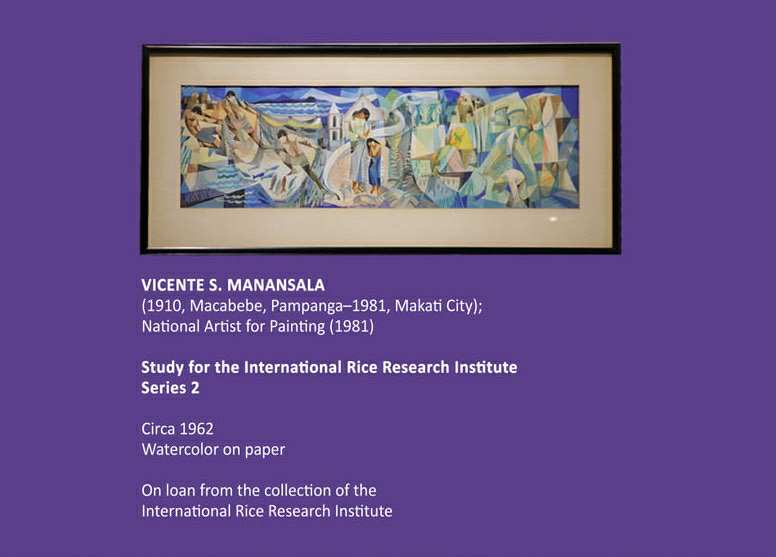 VICENTE S. MANANSALA
(1910, Macabebe, Pampanga–1981, Makati City);
National Artist for Painting (1981)
Study for the International Rice Research Institute
Series 2
Circa 1962
Watercolor on paper
On loan from the collection of the
International Rice Research Institute